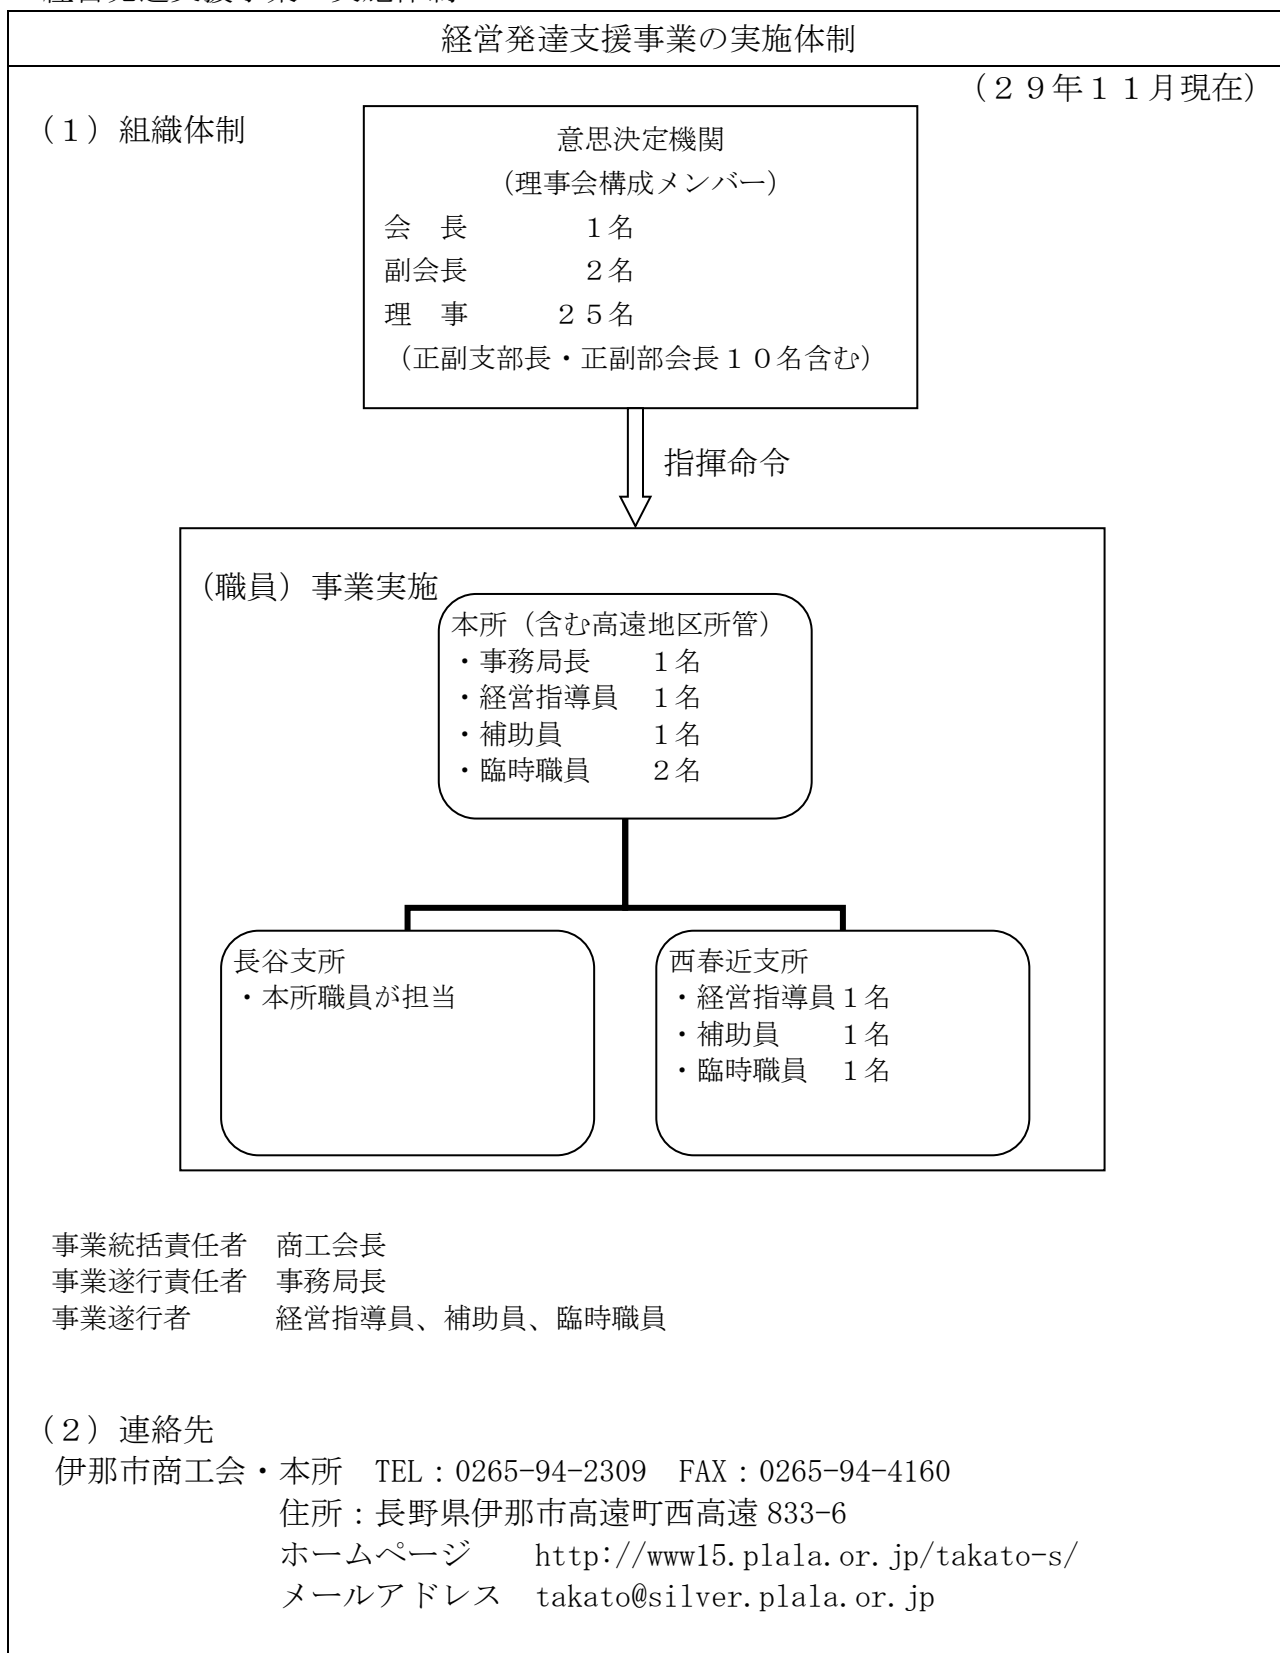 経営発達支援事業の実施体制
（２９年１１月現在）
（１）組織体制
意思決定機関
（理事会構成メンバー）
会　長　　　　１名
副会長　　　　２名
理　事　　　２５名
（正副支部長・正副部会長１０名含む）
指揮命令
（職員）事業実施
本所（含む高遠地区所管）
・事務局長　　１名
・経営指導員　１名
・補助員　　　１名
・臨時職員　　２名
長谷支所
・本所職員が担当
西春近支所
・経営指導員１名
・補助員　　１名
・臨時職員　１名
事業統括責任者　商工会長
事業遂行責任者　事務局長
事業遂行者　　　経営指導員、補助員、臨時職員
（２）連絡先
伊那市商工会・本所　TEL：0265-94-2309　FAX：0265-94-4160
住所：長野県伊那市高遠町西高遠 833-6
ホームページ　　http://www15.plala.or.jp/takato-s/
メールアドレス　takato@silver.plala.or.jp